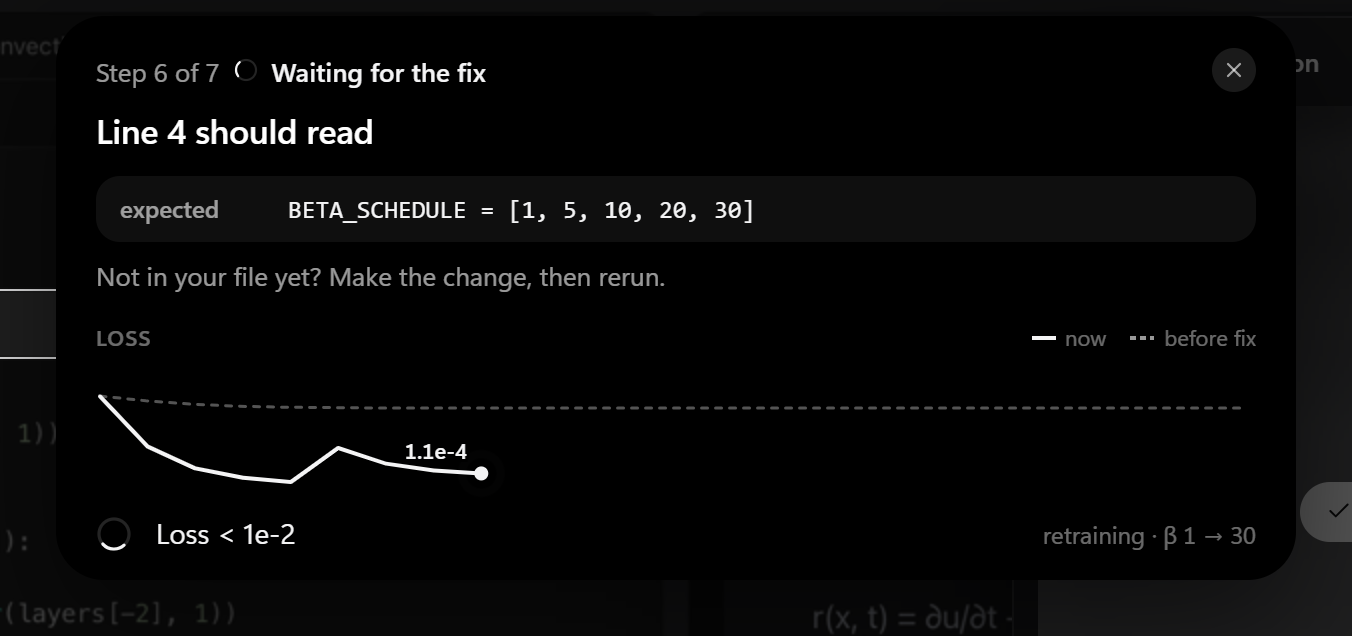 Step 6 of 7 Waiting for the fix
Line 4 should read
expected BETA_SCHEDULE = [1, 5, 10, 20, 30]
Not in your file yet? Make the change, then rerun.
LOSS now before fix
1.1e-4
1))
Loss < 1e-2 retraining · β 1 → 30
):
(layers[-2], 1))
r(x, t) = ∂u/∂t -